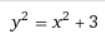 y² = x² + 3